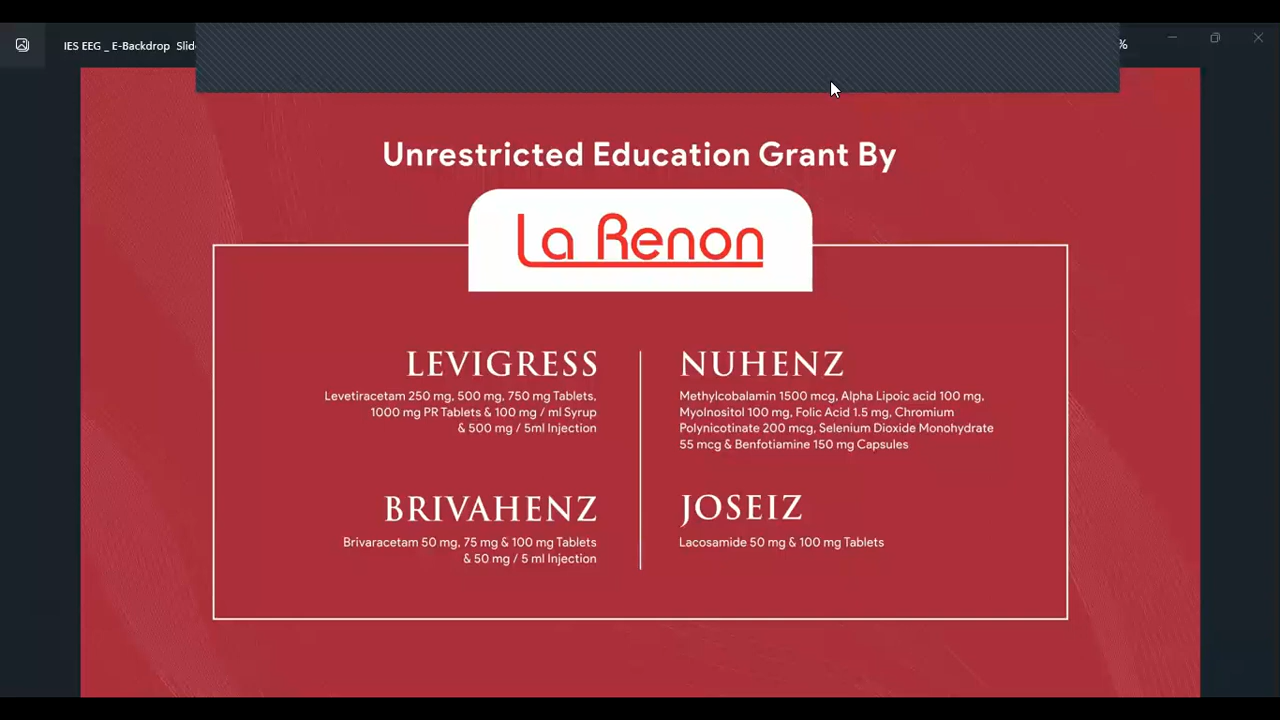 IES EEG _ E-Backdrop Slid
%
Unrestricted Education Grant By
La Renon
LEVIGRESS
Levetiracetam 250 mg, 500 mg, 750 mg Tablets,
1000 mg PR Tablets & 100 mg / ml Syrup
& 500 mg / 5ml Injection
BRIVAHENZ
Brivaracetam 50 mg, 75 mg & 100 mg Tablets
& 50 mg / 5 ml Injection
NUHENZ
Methylcobalamin 1500 mcg, Alpha Lipoic acid 100 mg,
MyoInositol 100 mg, Folic Acid 1.5 mg, Chromium
Polynicotinate 200 mcg, Selenium Dioxide Monohydrate
55 mcg & Benfotiamine 150 mg Capsules
JOSEIZ
Lacosamide 50 mg & 100 mg Tablets